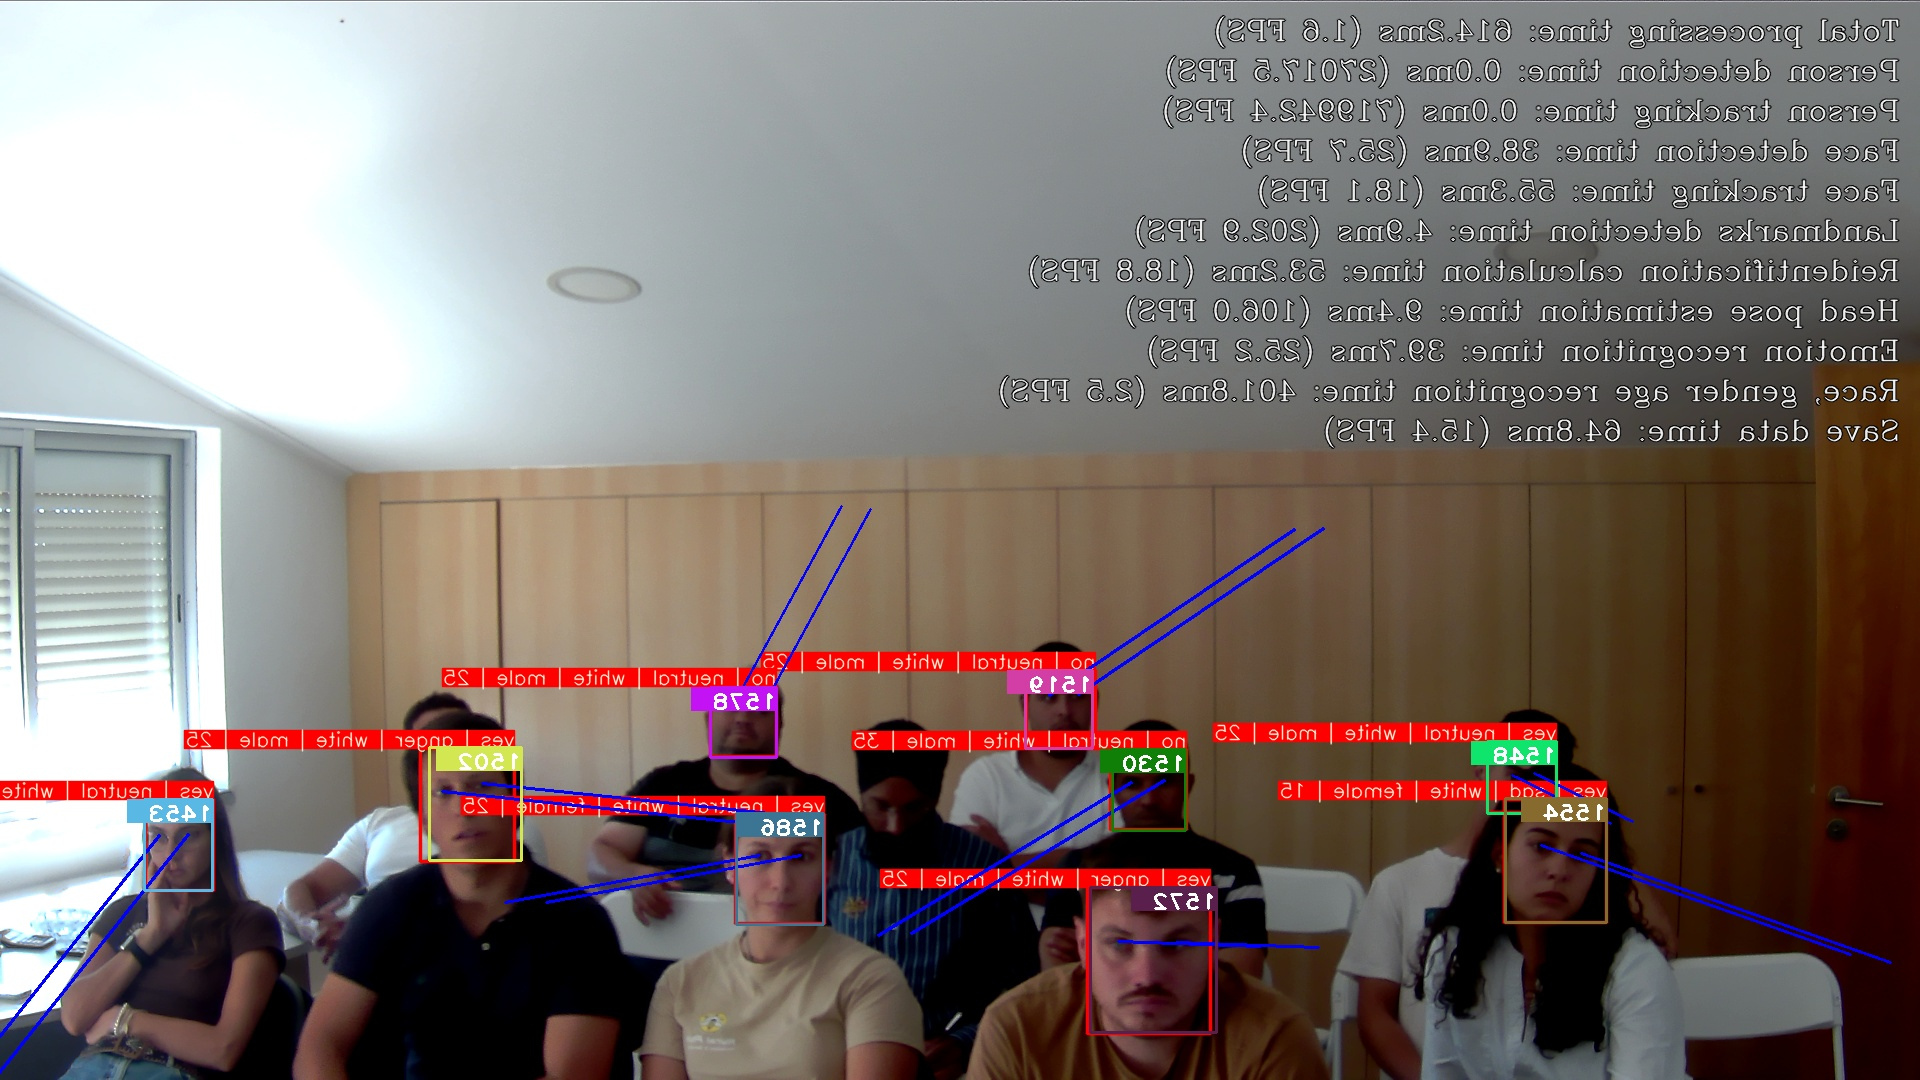 Total processing time: 614.2ms (1.6 FPS)
Person detection time: 0.0ms (27017.5 FPS)
Person tracking time: 0.0ms (719942.4 FPS)
Face detection time: 38.9ms (25.7 FPS)
Face tracking time: 55.3ms (18.1 FPS)
Landmarks detection time: 4.9ms (202.9 FPS)
Reidentification calculation time: 53.2ms (18.8 FPS)
Head pose estimation time: 9.4ms (106.0 FPS)
Emotion recognition time: 39.7ms (25.2 FPS)
Race, gender age recognition time: 401.8ms (2.5 FPS)
Save data time: 64.8ms (15.4 FPS)
no | neutral | white | male | 25
1519
no | neutral | white | male | 25
1578
yes | neutral | white | male | 25
1548
no | neutral | white | male | 35
1530
yes | anger | white | male | 25
1502
yes | sad | white | female | 15
1554
yes | neutral | white
1453
yes | neutral | white | female | 25
1586
yes | anger | white | male | 25
1572